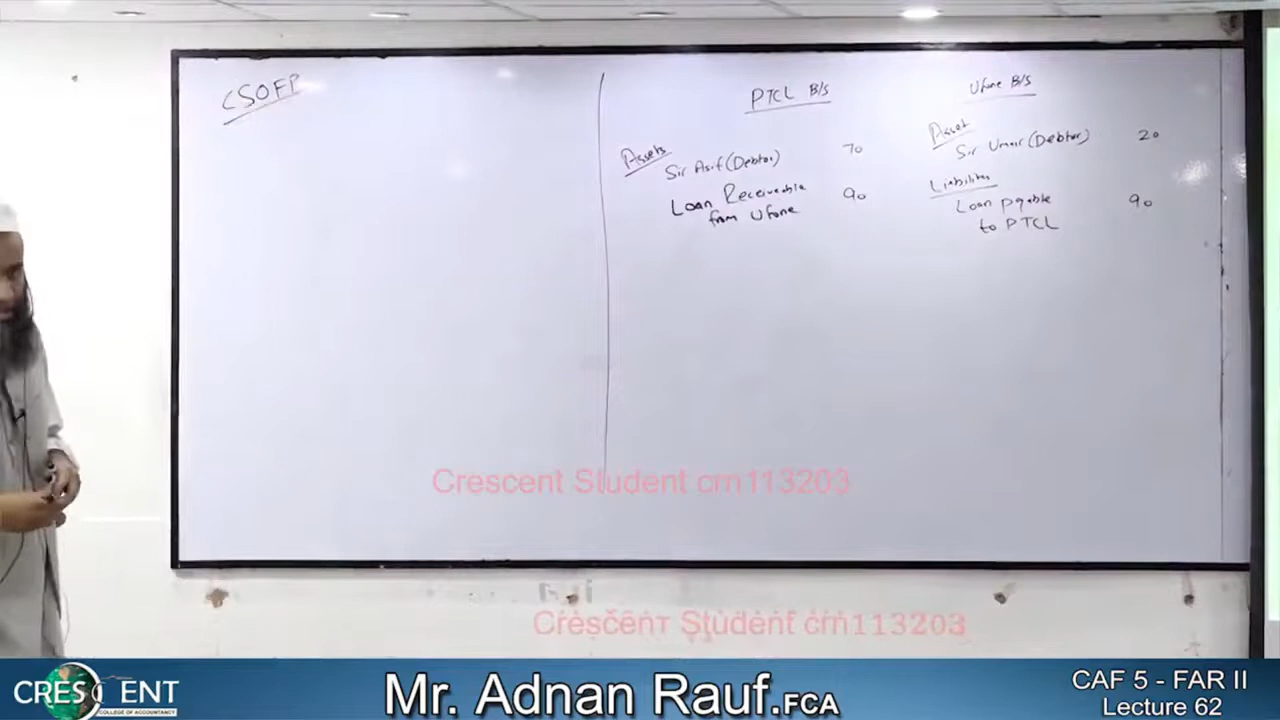 CSOFP
PTCL B/S
Assets
Sir Asif (Debtor) 70
Loan Receivable 90
from Ufone
Ufone B/S
Asset
Sir Umair (Debtor) 20
Liabilities
Loan payable 90
to PTCL
Crescent Student crn113203
Crescent Student crn113203
CRESCENT
COLLEGE OF ACCOUNTANCY
Mr. Adnan Rauf.FCA
CAF 5 - FAR II
Lecture 62